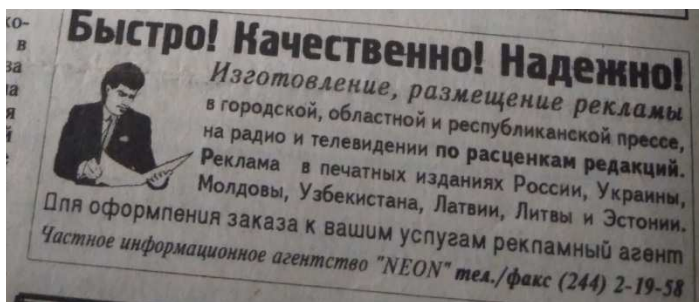 Быстро! Качественно! Надежно!
Изготовление, размещение рекламы
в городской, областной и республиканской прессе,
на радио и телевидении по расценкам редакций.
Реклама в печатных изданиях России, Украины,
Молдовы, Узбекистана, Латвии, Литвы и Эстонии.
Для оформления заказа к вашим услугам рекламный агент
Частное информационное агентство "NEON" тел./факс (244) 2-19-58